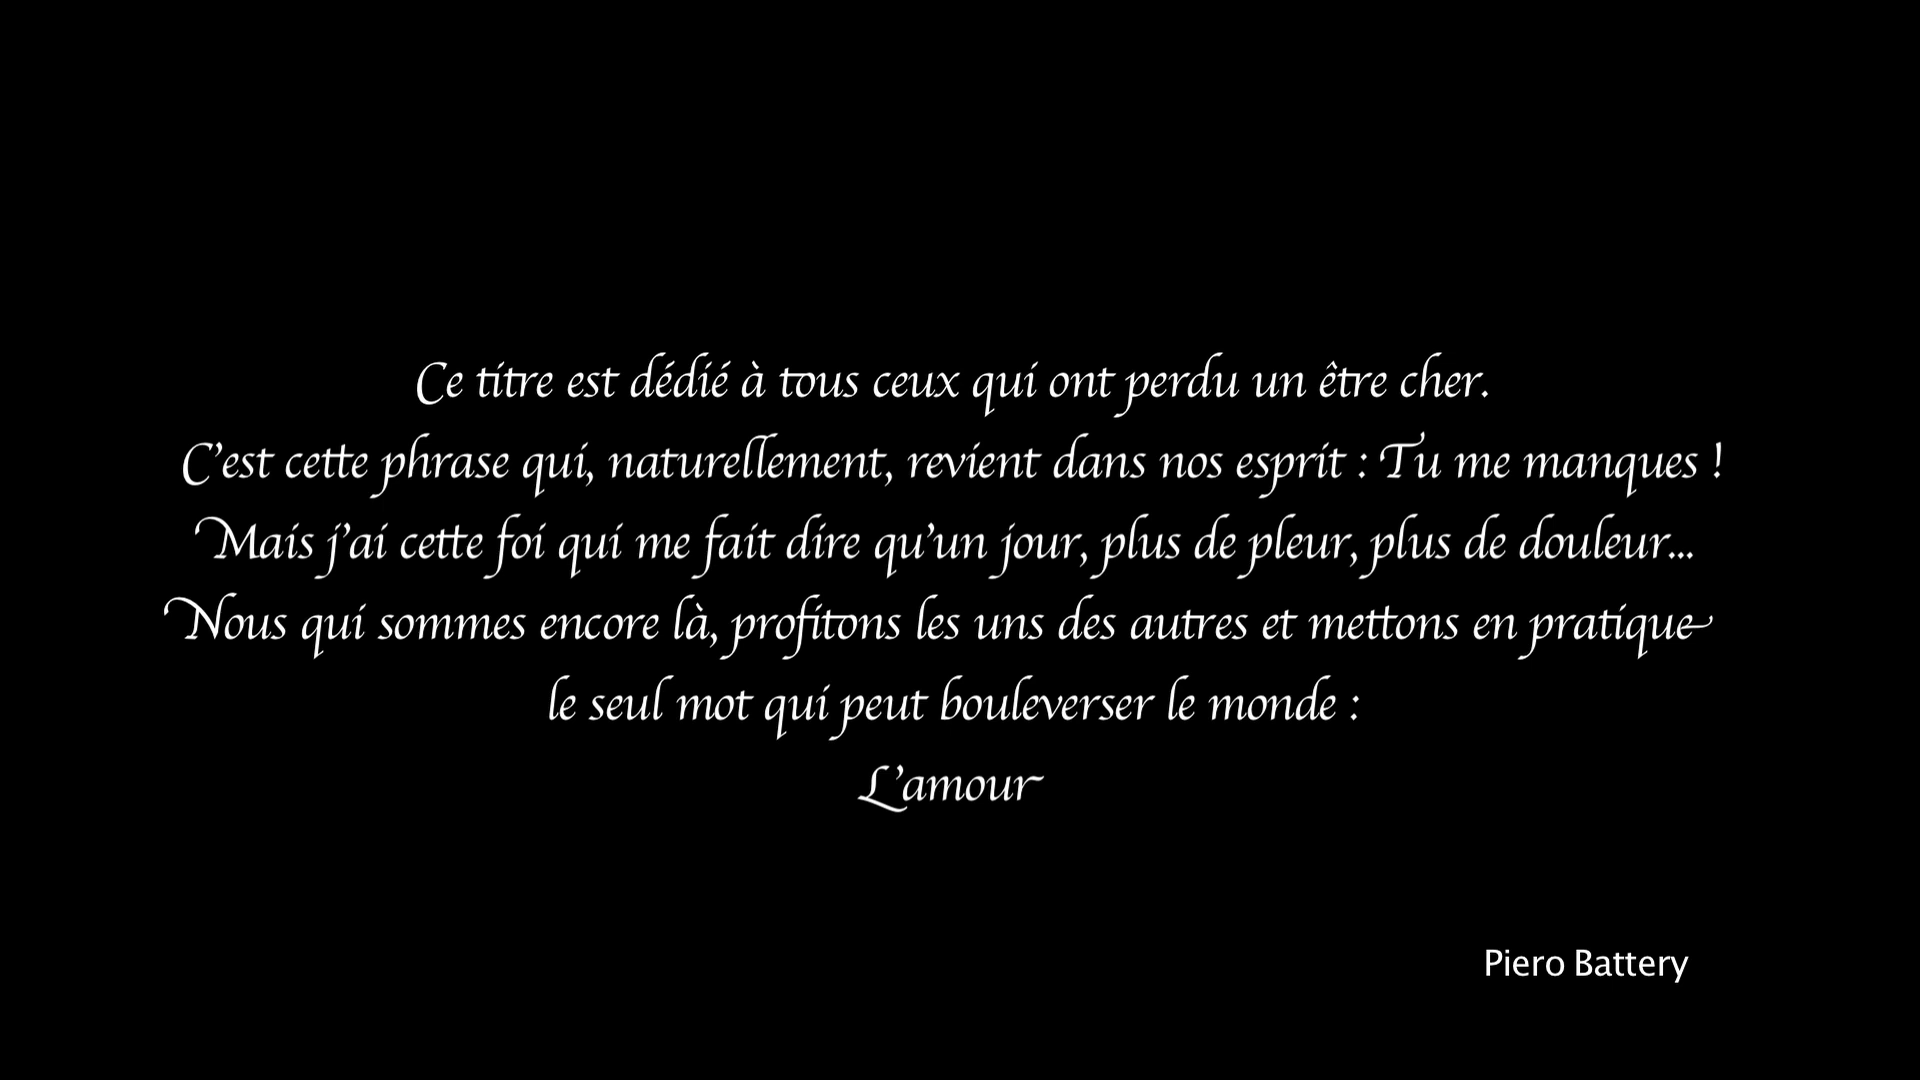 Ce titre est dédié à tous ceux qui ont perdu un être cher.
C'est cette phrase qui, naturellement, revient dans nos esprit : Tu me manques !
Mais j'ai cette foi qui me fait dire qu'un jour, plus de pleur, plus de douleur...
Nous qui sommes encore là, profitons les uns des autres et mettons en pratique
le seul mot qui peut bouleverser le monde :
L'amour
Piero Battery